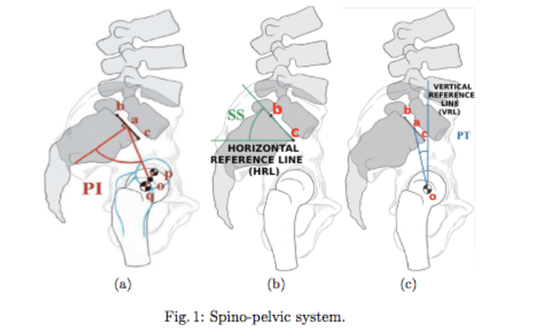 b
a
c
PI
p
o
q
SS
b
c
HORIZONTAL
REFERENCE LINE
(HRL)
VERTICAL
REFERENCE
LINE
(VRL)
b
a
c
PT
o
(a)
(b)
(c)
Fig. 1: Spino-pelvic system.